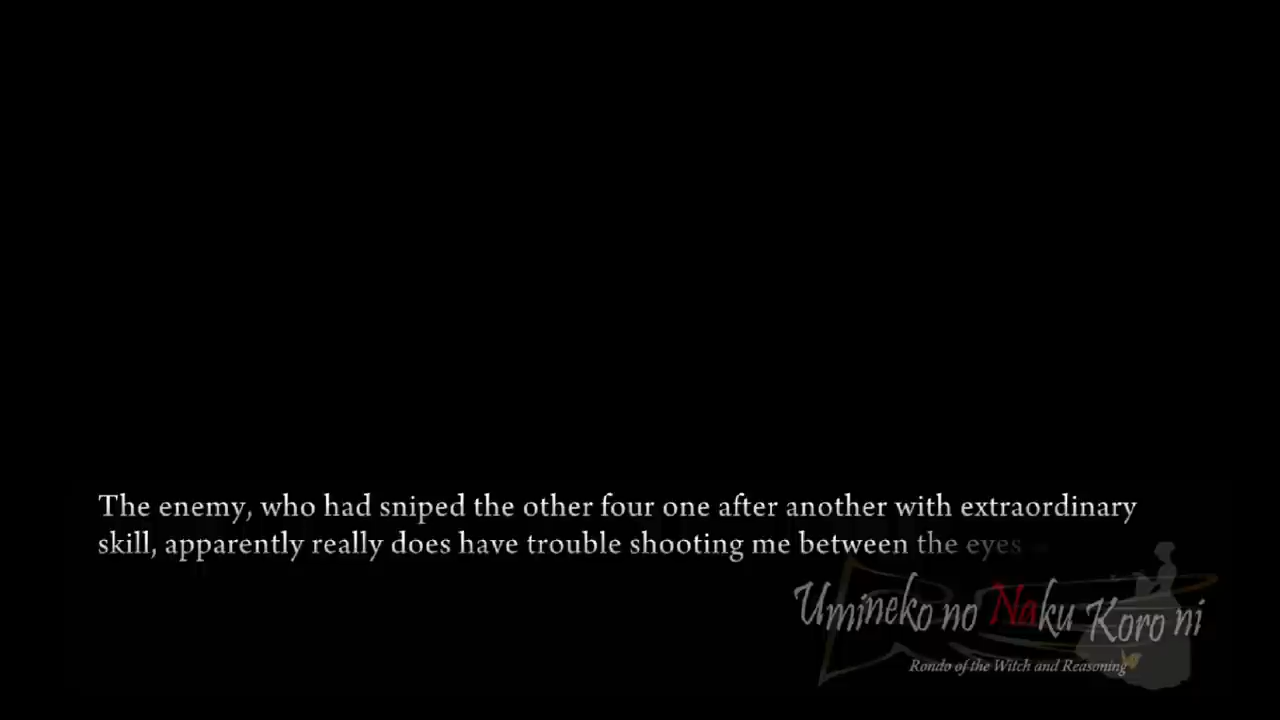 The enemy, who had sniped the other four one after another with extraordinary
skill, apparently really does have trouble shooting me between the eyes
Umineko no Naku Koro ni
Rondo of the Witch and Reasoning